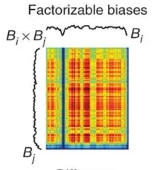 Factorizable biases
B_i × B_j
B_i
B_j